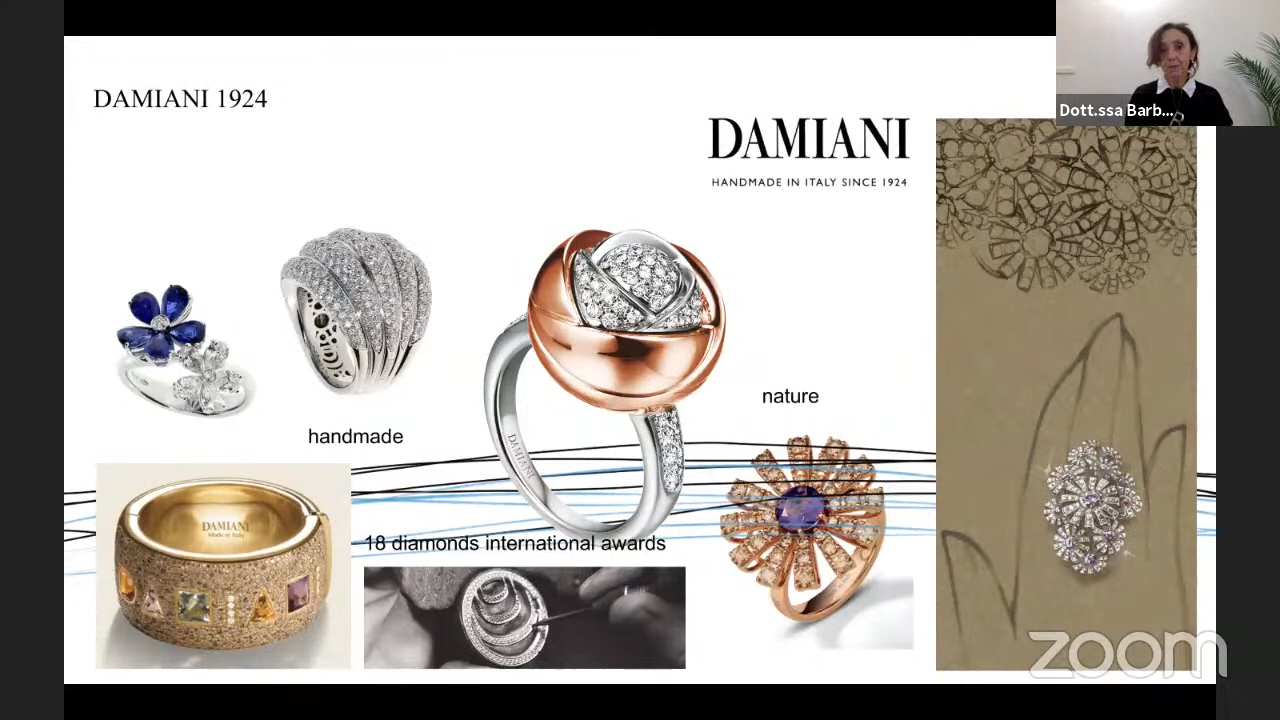 Dott.ssa Barb...
DAMIANI 1924
DAMIANI
HANDMADE IN ITALY SINCE 1924
nature
handmade
DAMIANI
DAMIANI
Made in Italy
18 diamonds international awards
zoom